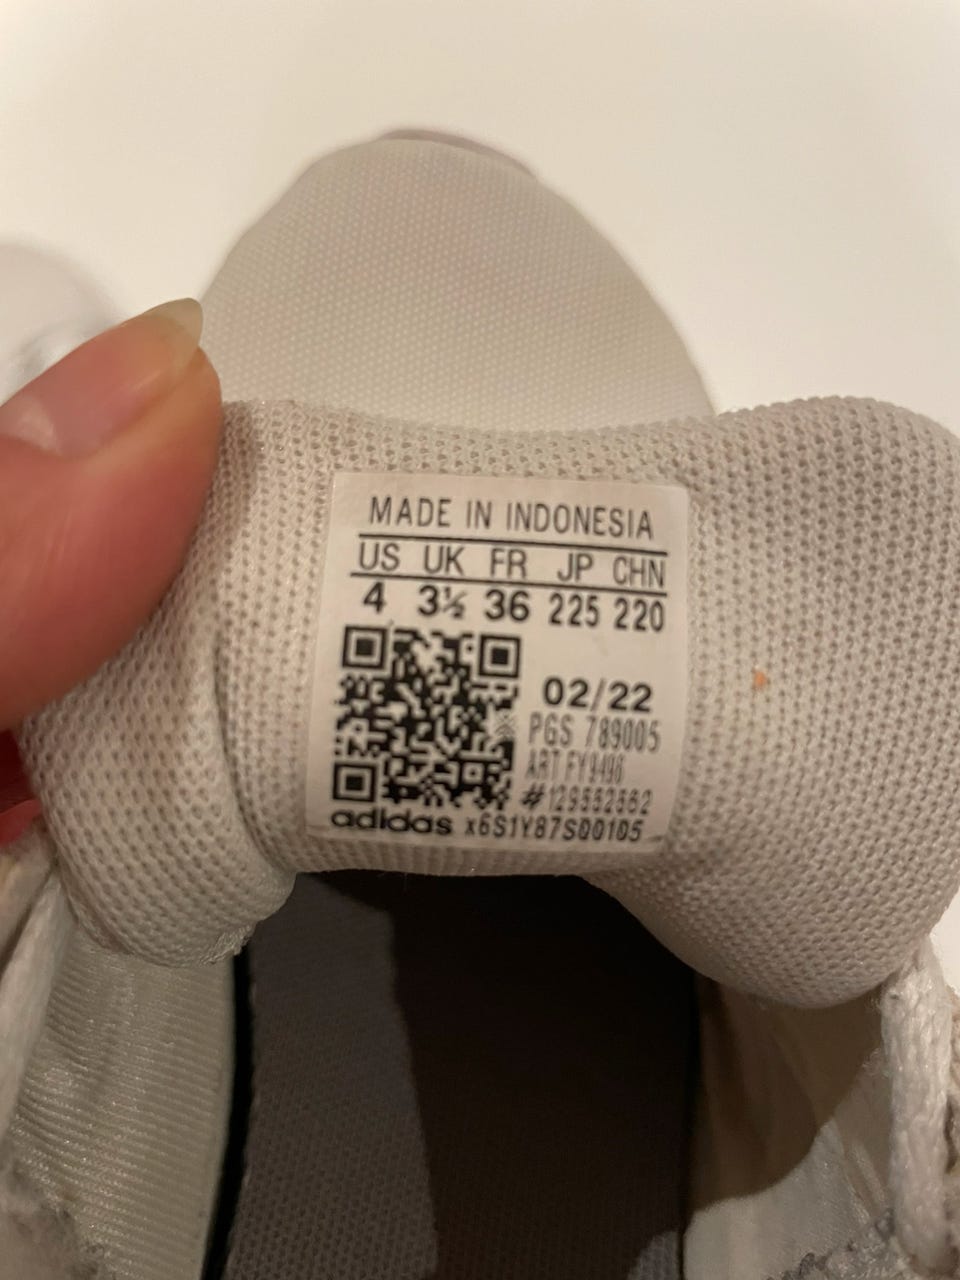 MADE IN INDONESIA
US UK FR JP CHN
4 3½ 36 225 220
02/22
PGS 789005
ART FY9496
#129552562
adidas x6S1Y87S00105